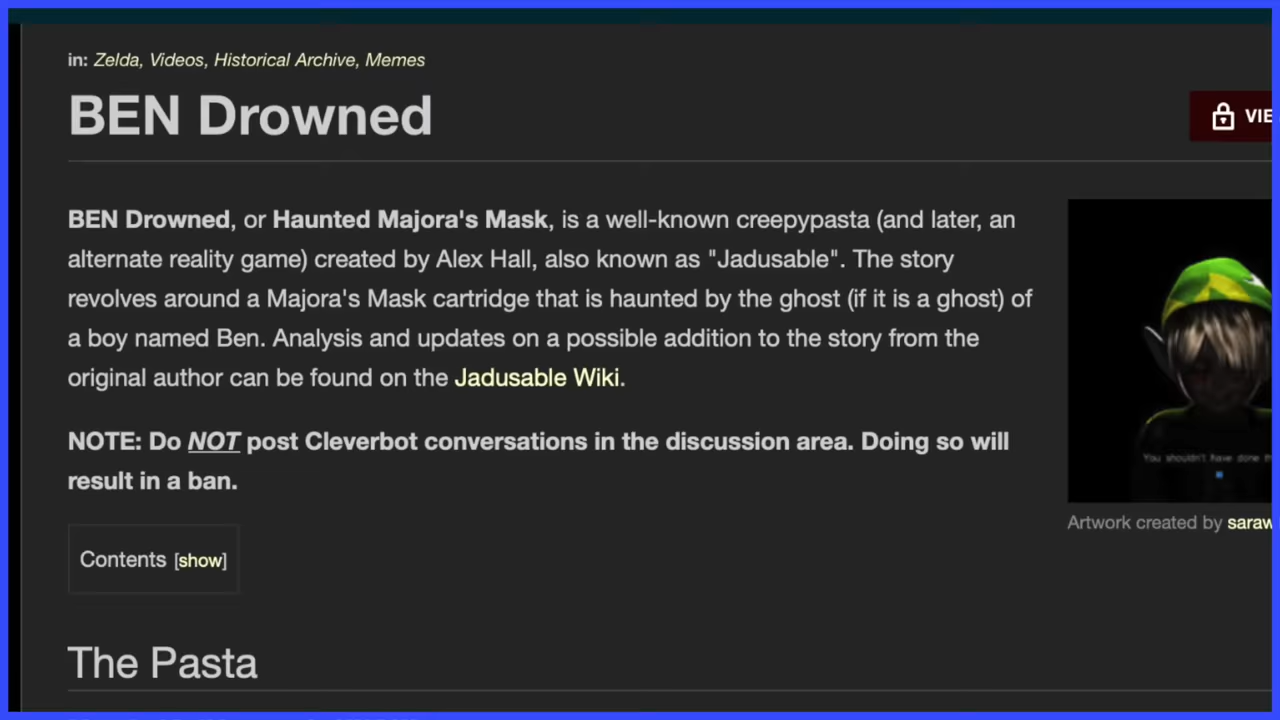 in: Zelda, Videos, Historical Archive, Memes
BEN Drowned
BEN Drowned, or Haunted Majora's Mask, is a well-known creepypasta (and later, an
alternate reality game) created by Alex Hall, also known as "Jadusable". The story
revolves around a Majora's Mask cartridge that is haunted by the ghost (if it is a ghost) of
a boy named Ben. Analysis and updates on a possible addition to the story from the
original author can be found on the Jadusable Wiki.
NOTE: Do NOT post Cleverbot conversations in the discussion area. Doing so will
result in a ban.
You shouldn't have done
Artwork created by
Contents [show]
The Pasta